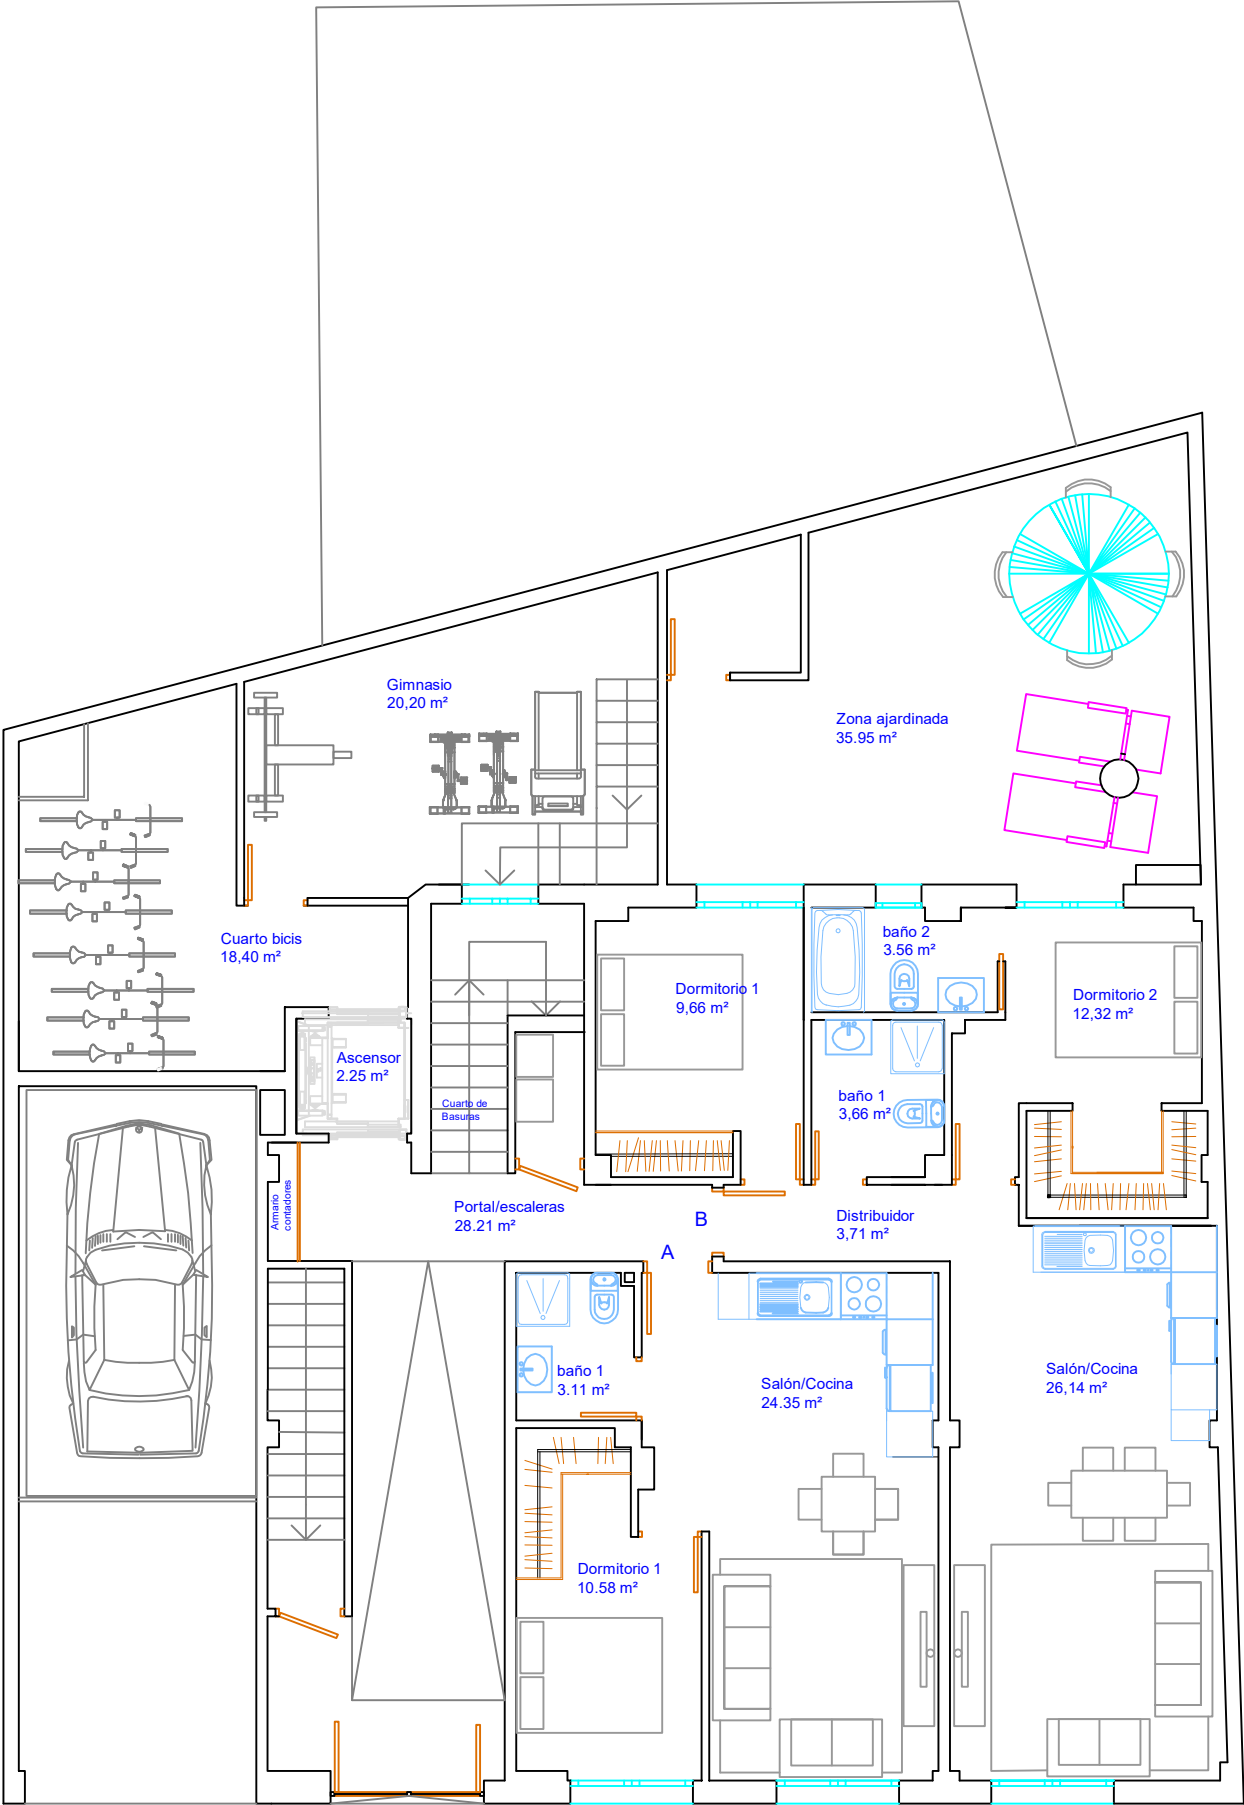 Gimnasio
20,20 m²
Zona ajardinada
35.95 m²
Cuarto bicis
18,40 m²
baño 2
3.56 m²
Dormitorio 1
9,66 m²
Dormitorio 2
12,32 m²
Ascensor
2.25 m²
Cuarto de
Basuras
baño 1
3,66 m²
Armario
contadores
Portal/escaleras
28.21 m²
B
A
Distribuidor
3,71 m²
baño 1
3.11 m²
Salón/Cocina
24.35 m²
Salón/Cocina
26,14 m²
Dormitorio 1
10.58 m²